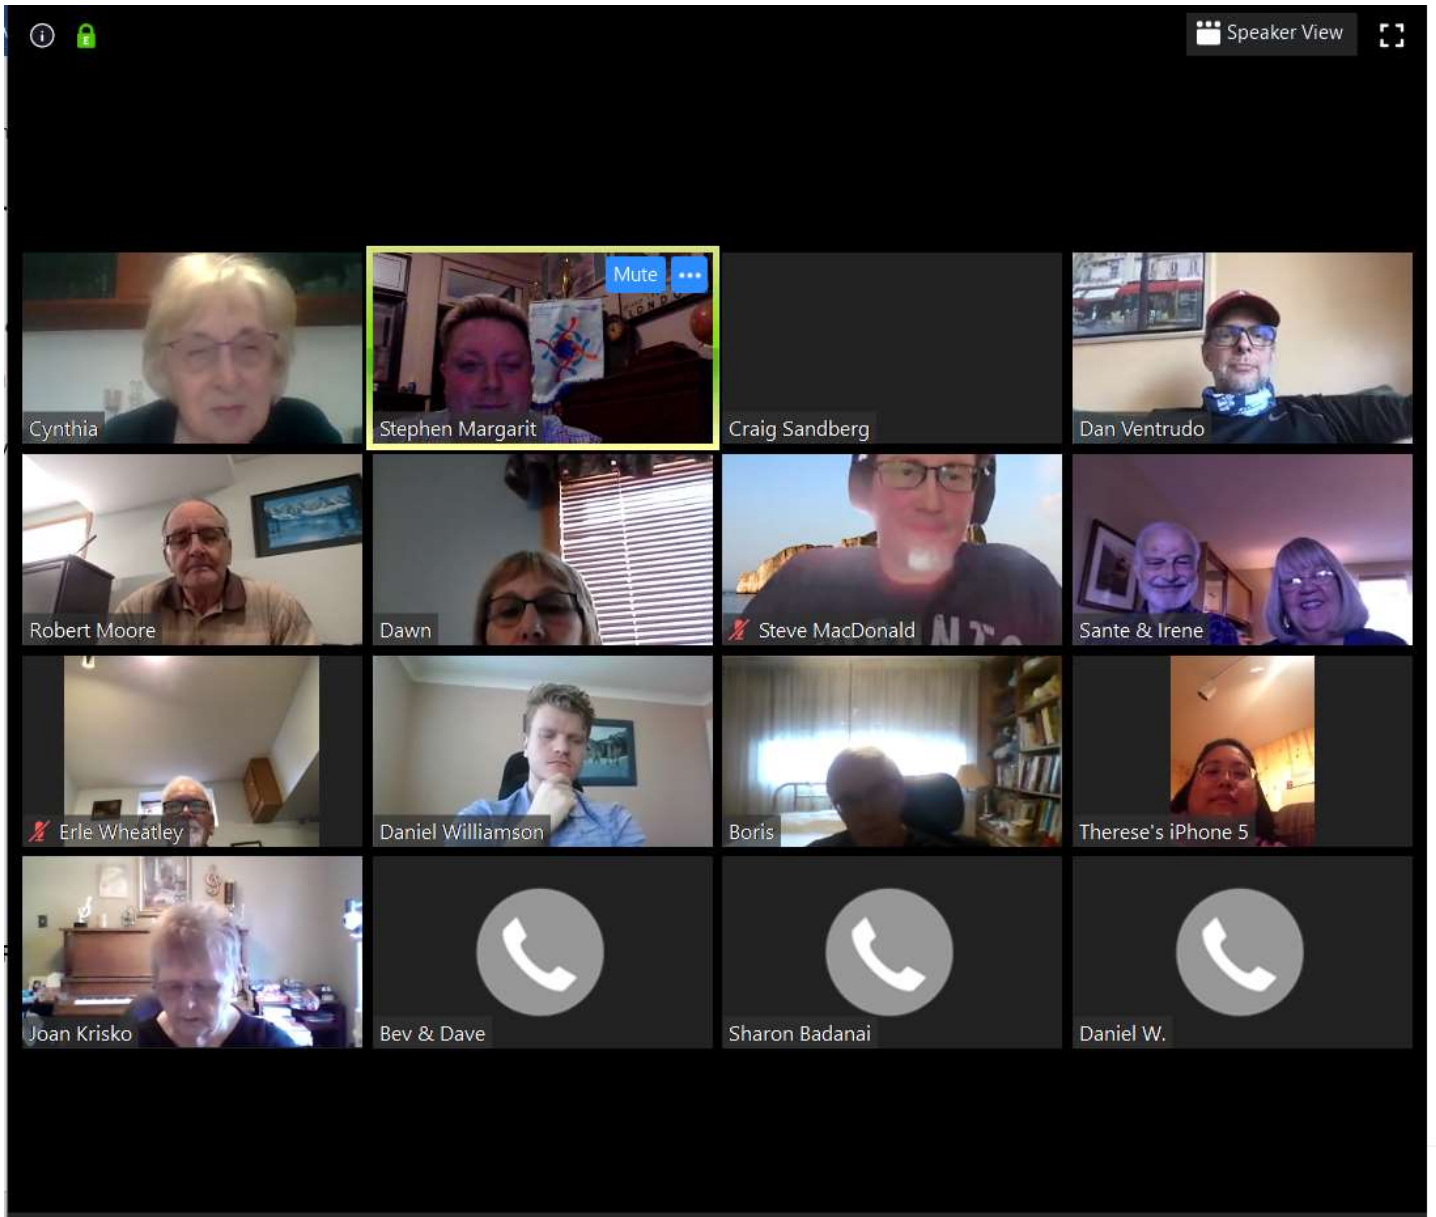 Speaker View
Cynthia
Mute
Stephen Margarit
LONDON
Craig Sandberg
Dan Ventrudo
Robert Moore
Dawn
Steve MacDonald
Sante & Irene
Erle Wheatley
Daniel Williamson
Boris
Therese's iPhone 5
Joan Krisko
Bev & Dave
Sharon Badanai
Daniel W.